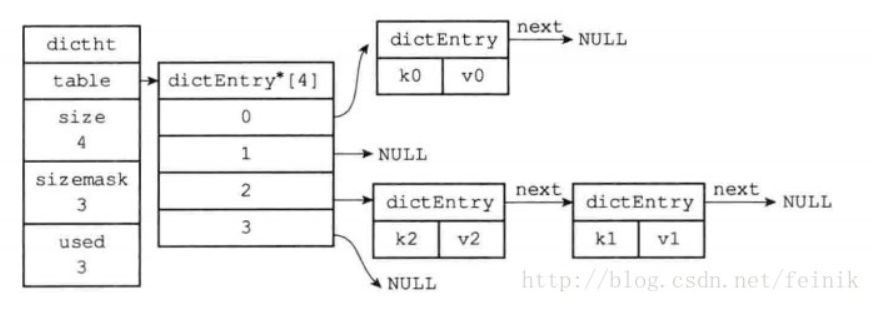 dictht
table
size
4
sizemask
3
used
3
dictEntry*[4]
0
1
2
3
dictEntry
k0 v0
next
NULL
NULL
dictEntry
k2 v2
next
dictEntry
k1 v1
next
NULL
NULL
http://blog.csdn.net/feinik